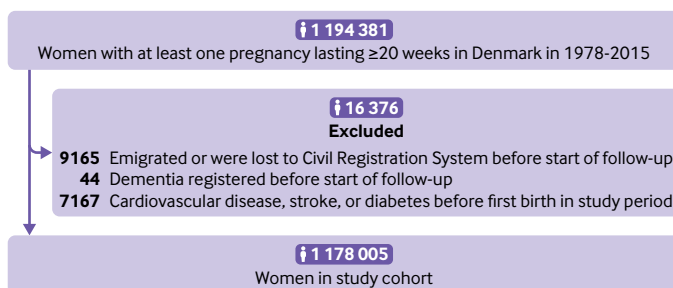 1 194 381
Women with at least one pregnancy lasting ≥20 weeks in Denmark in 1978-2015
16 376
Excluded
9165 Emigrated or were lost to Civil Registration System before start of follow-up
44 Dementia registered before start of follow-up
7167 Cardiovascular disease, stroke, or diabetes before first birth in study period
1 178 005
Women in study cohort